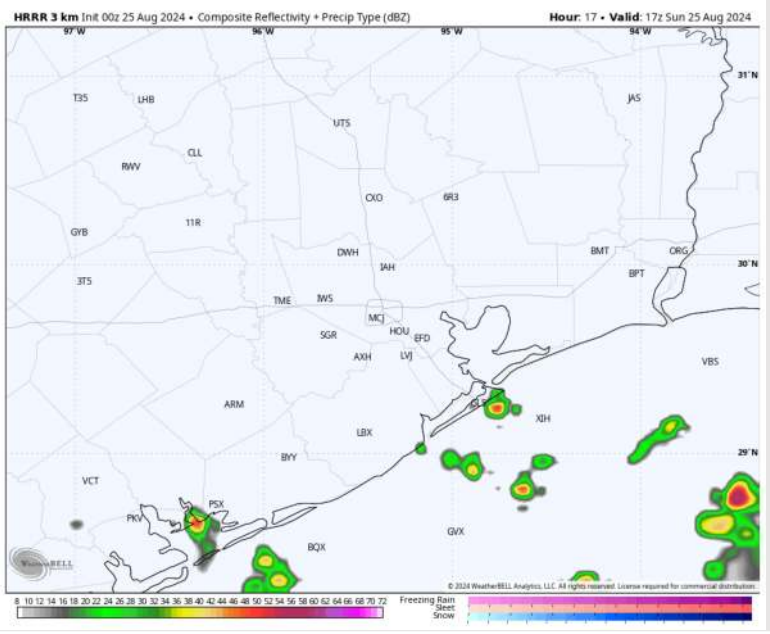 HRRR 3 km Init 00z 25 Aug 2024 • Composite Reflectivity + Precip Type (dBZ) Hour: 17 • Valid: 17z Sun 25 Aug 2024
97°W 96°W 95°W 94°W
31°N
T35 LHB JAS
UTS
CLL
RWV
OXO 6R3
11R
GYB
DWH BMT ORG
IAH 30°N
BPT
3T5
TME IWS
MCJ
SGR HOU EFD
AXH LVJ
VBS
ARM
XIH
LBX
BYY 29°N
VCT
PSX
PKV
GVX
BQX
WeatherBELL
© 2024 WeatherBELL Analytics, LLC. All rights reserved. License required for commercial distribution.
8 10 12 14 16 18 20 22 24 26 28 30 32 34 36 38 40 42 44 46 48 50 52 54 56 58 60 62 64 66 68 70 72
Freezing Rain
Sleet
Snow